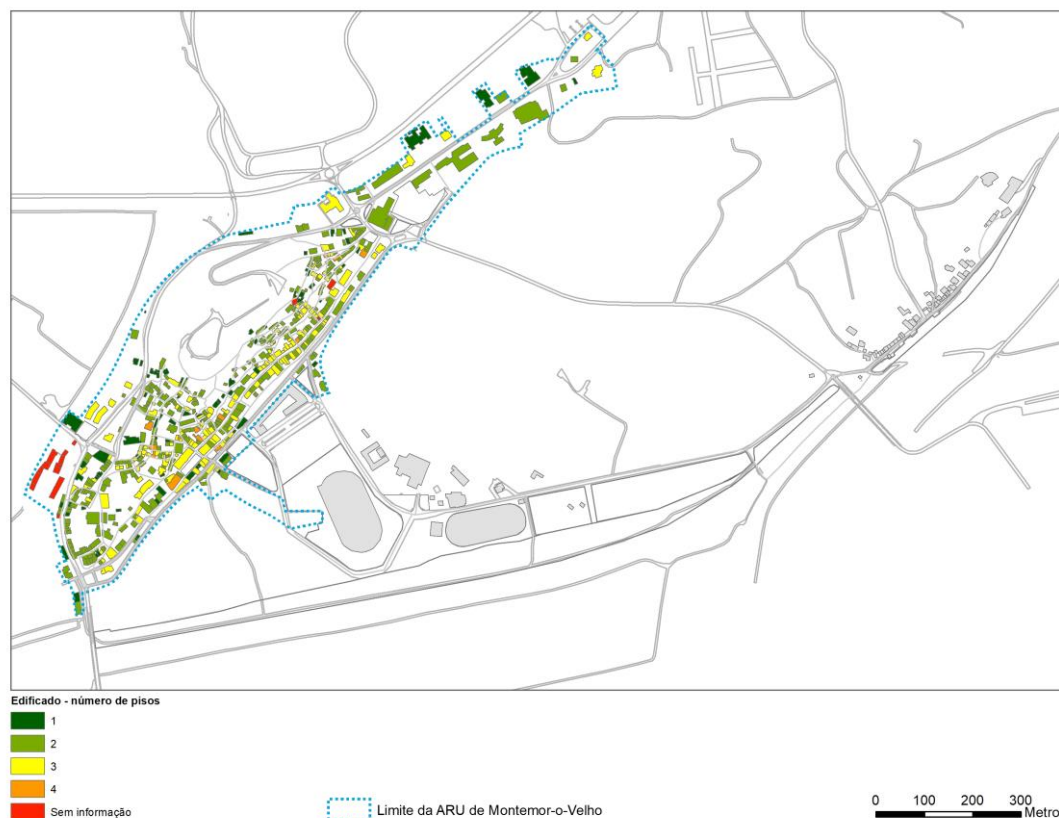 Edificado - número de pisos
1
2
3
4
Sem informação
Limite da ARU de Montemor-o-Velho
0 100 200 300
Metro